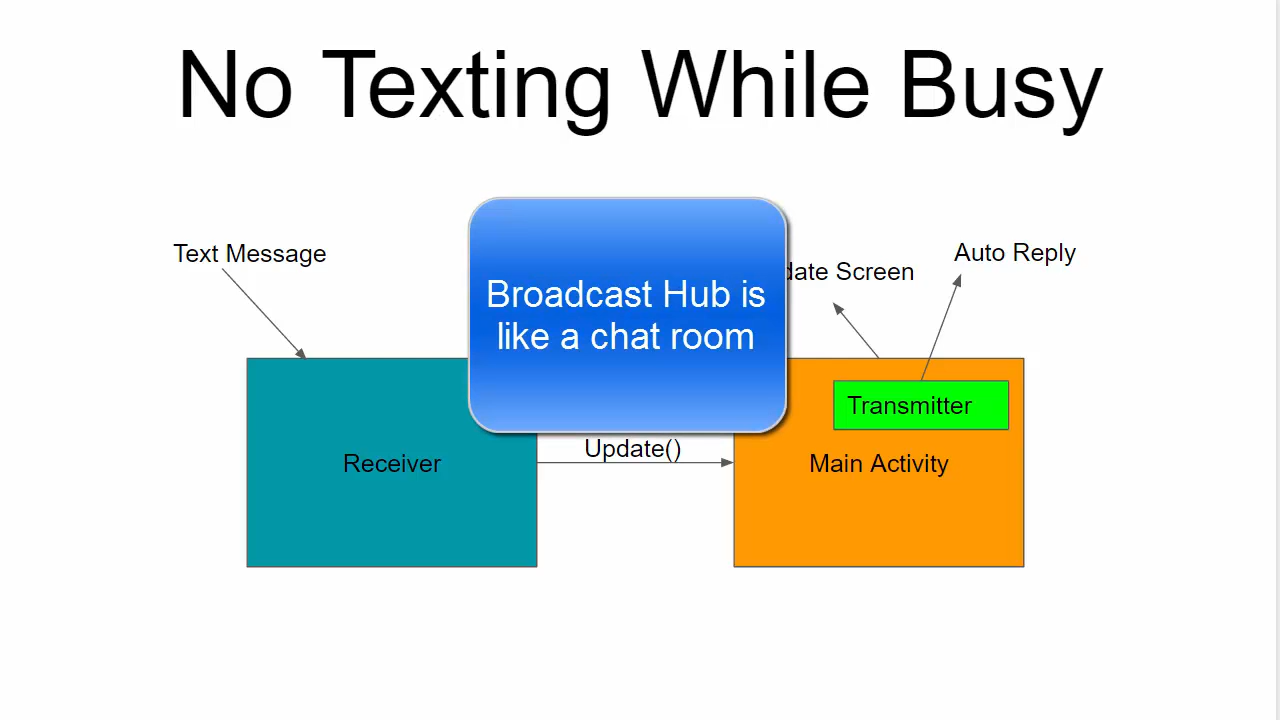 No Texting While Busy
Text Message
Broadcast Hub is
like a chat room
date Screen
Auto Reply
Transmitter
Receiver
Update()
Main Activity